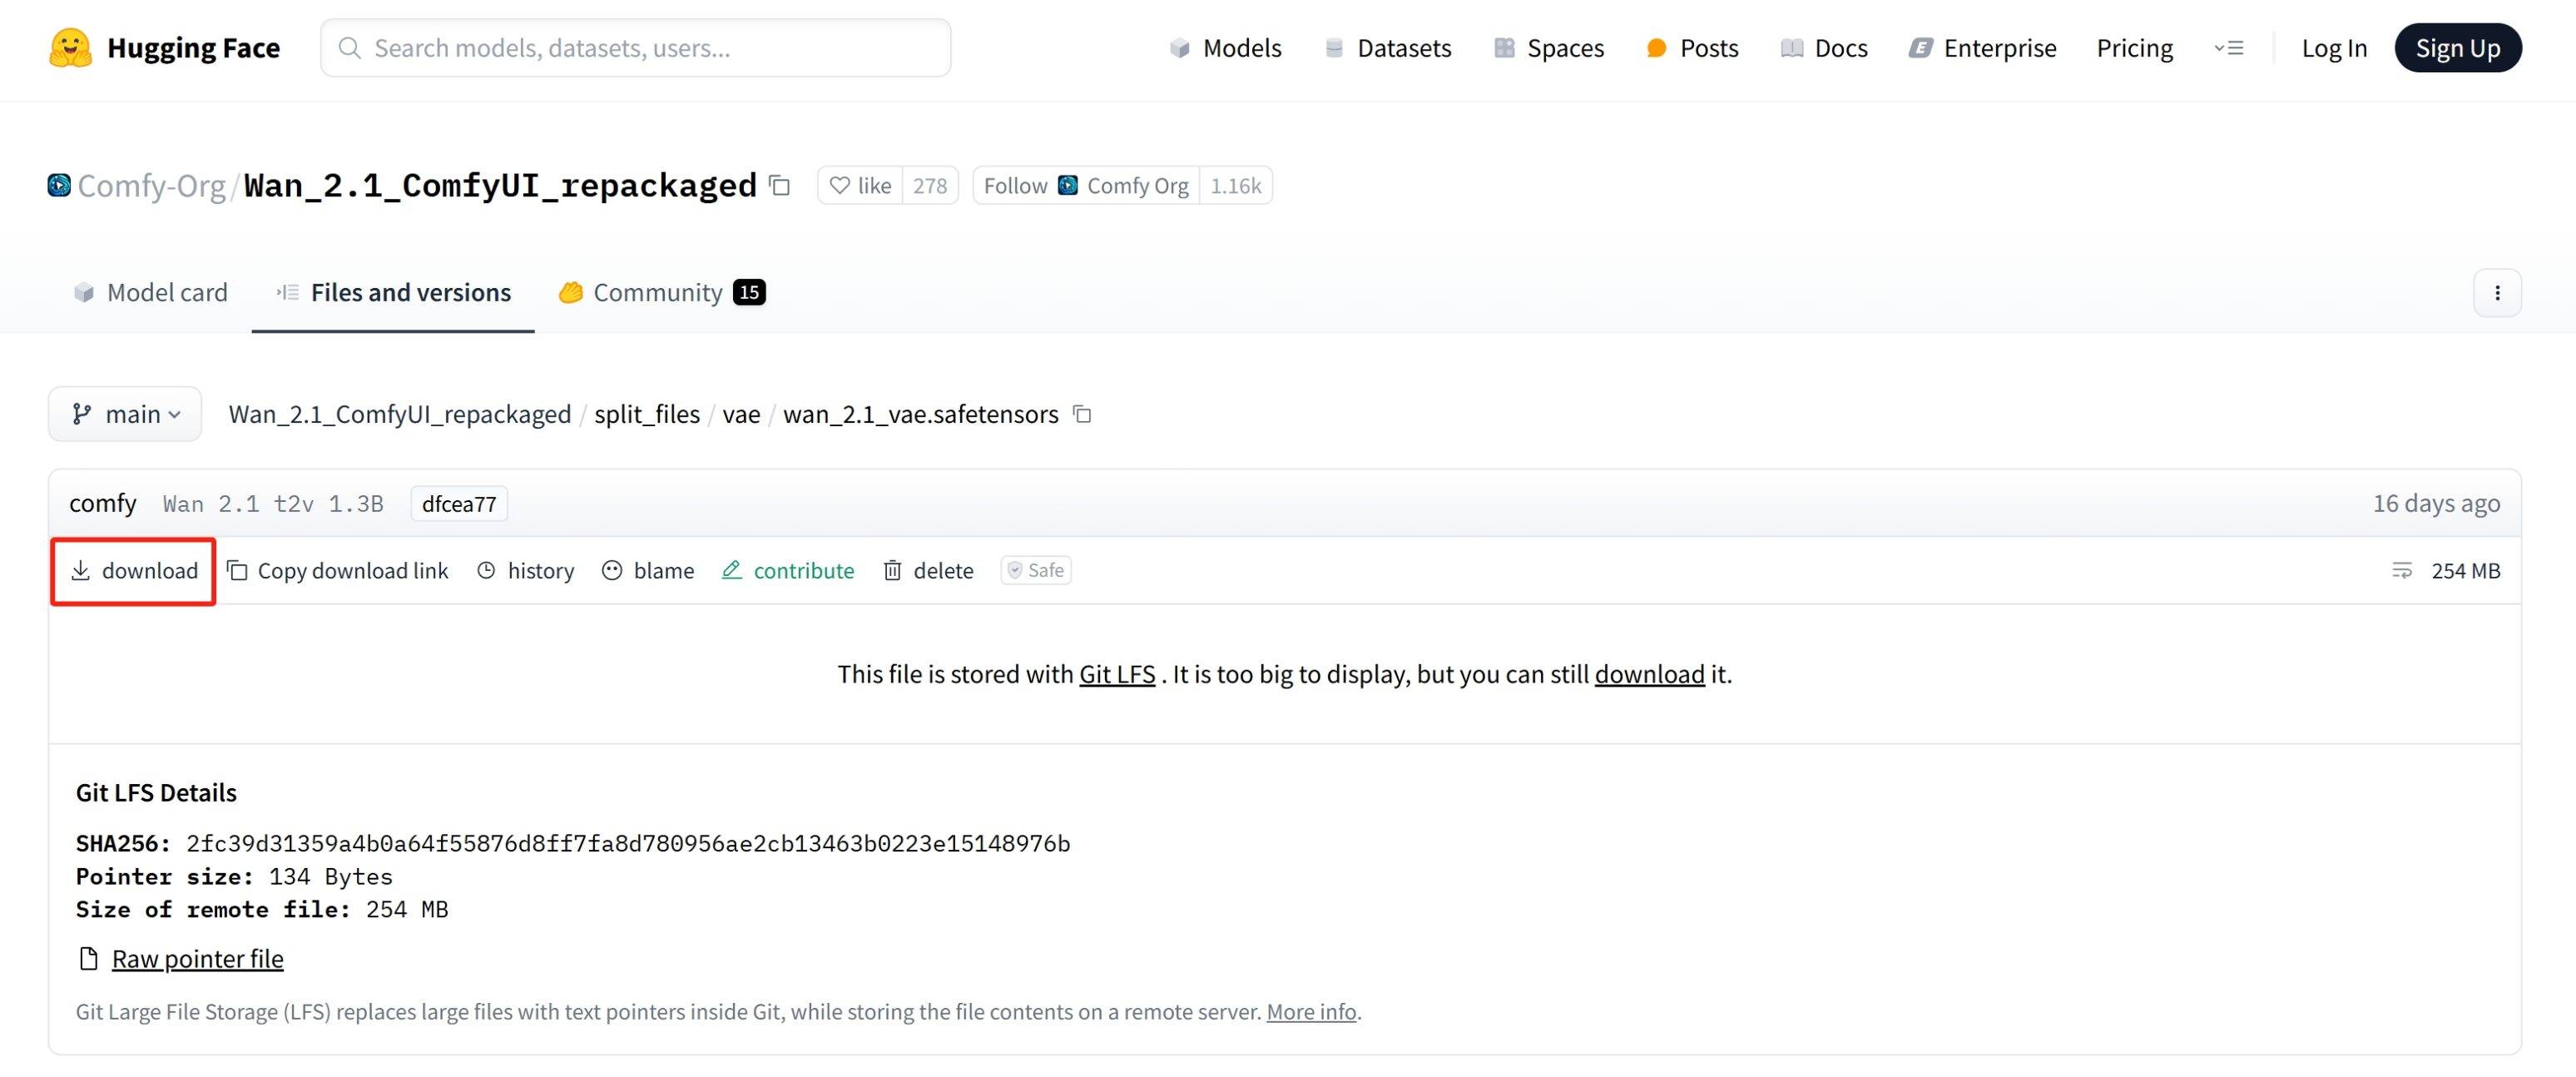 Hugging Face Search models, datasets, users... Models Datasets Spaces Posts Docs Enterprise Pricing Log In Sign Up
Comfy-Org/Wan_2.1_ComfyUI_repackaged like 278 Follow Comfy Org 1.16k
Model card Files and versions Community 15
main Wan_2.1_ComfyUI_repackaged / split_files / vae / wan_2.1_vae.safetensors
comfy Wan 2.1 t2v 1.3B dfcea77 16 days ago
download Copy download link history blame contribute delete Safe 254 MB
This file is stored with Git LFS . It is too big to display, but you can still download it.
Git LFS Details
SHA256: 2fc39d31359a4b0a64f55876d8ff7fa8d780956ae2cb13463b0223e15148976b
Pointer size: 134 Bytes
Size of remote file: 254 MB
Raw pointer file
Git Large File Storage (LFS) replaces large files with text pointers inside Git, while storing the file contents on a remote server. More info.